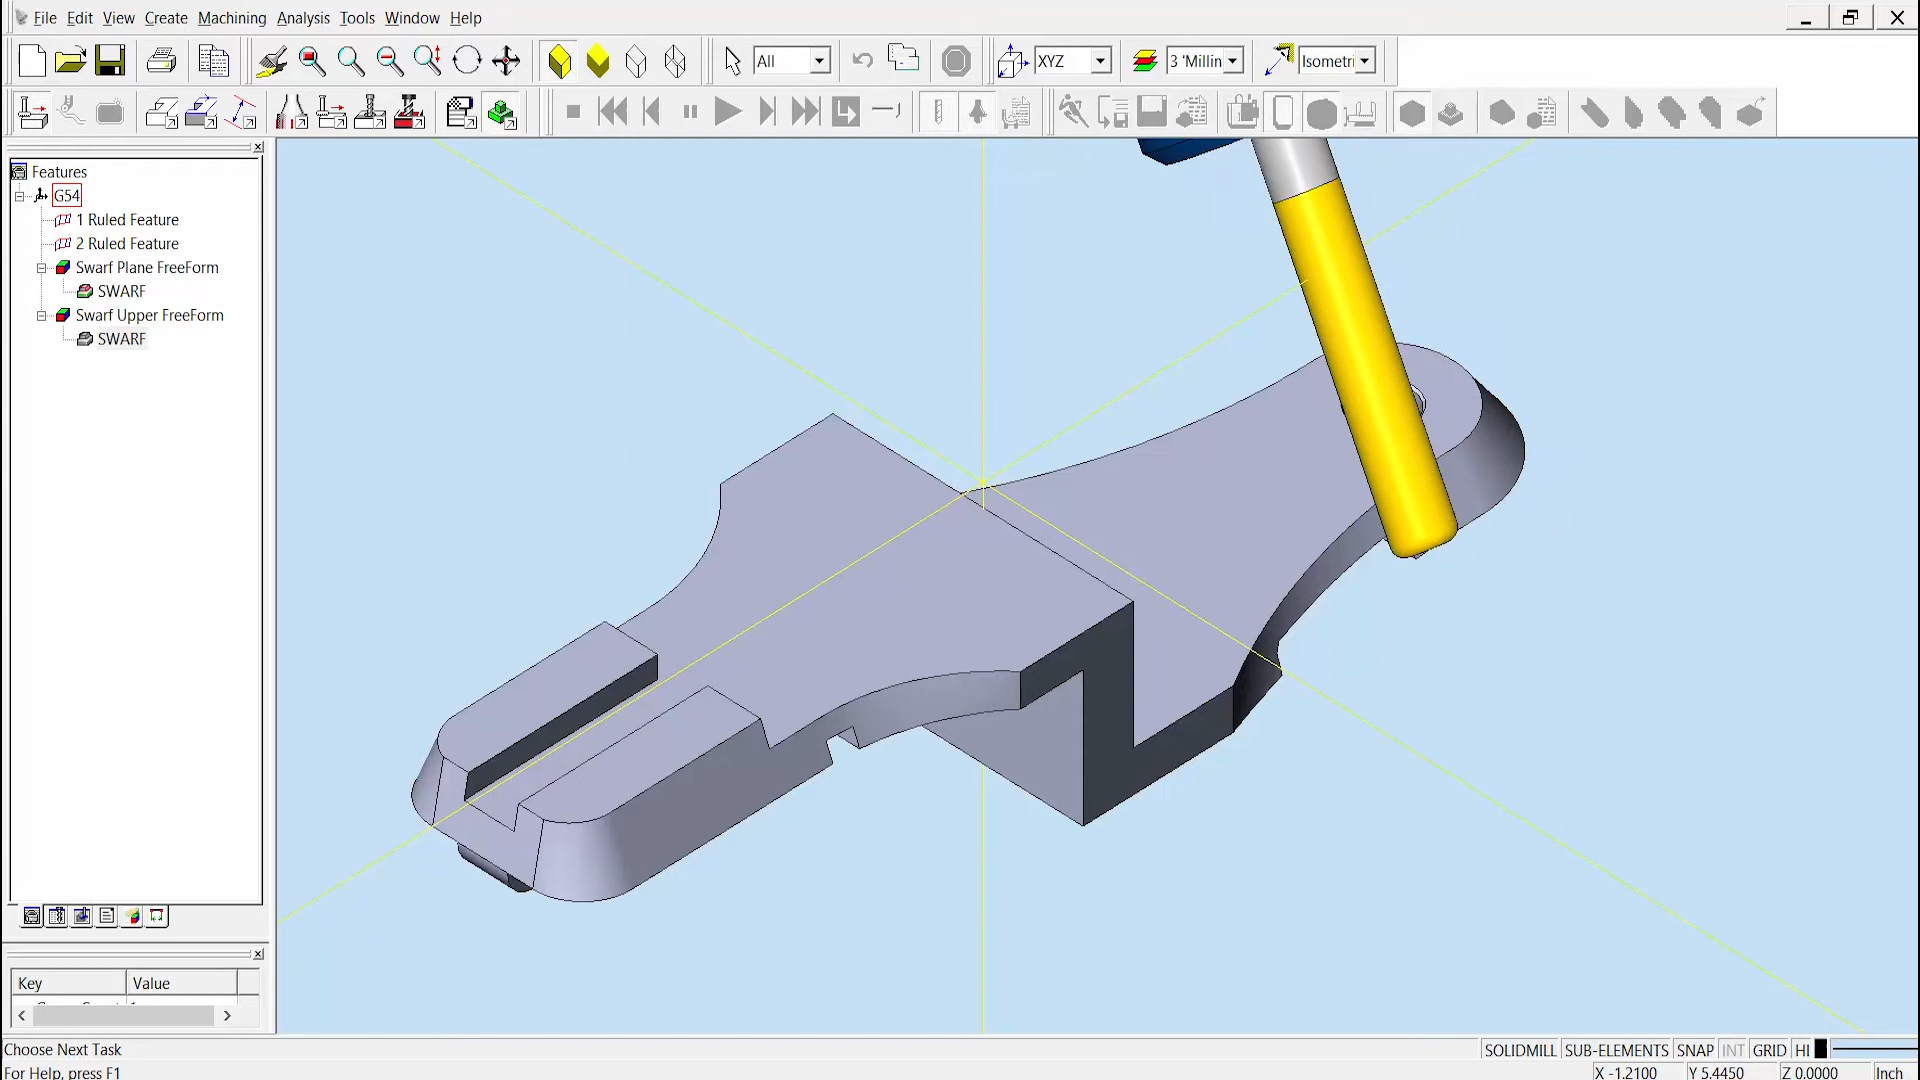 File Edit View Create Machining Analysis Tools Window Help
All XYZ 3 'Millin Isometri
Features
G54
1 Ruled Feature
2 Ruled Feature
Swarf Plane FreeForm
SWARF
Swarf Upper FreeForm
SWARF
Key Value
Choose Next Task SOLIDMILL SUB-ELEMENTS SNAP INT GRID HI
For Help, press F1 X -1.2100 Y 5.4450 Z 0.0000 Inch